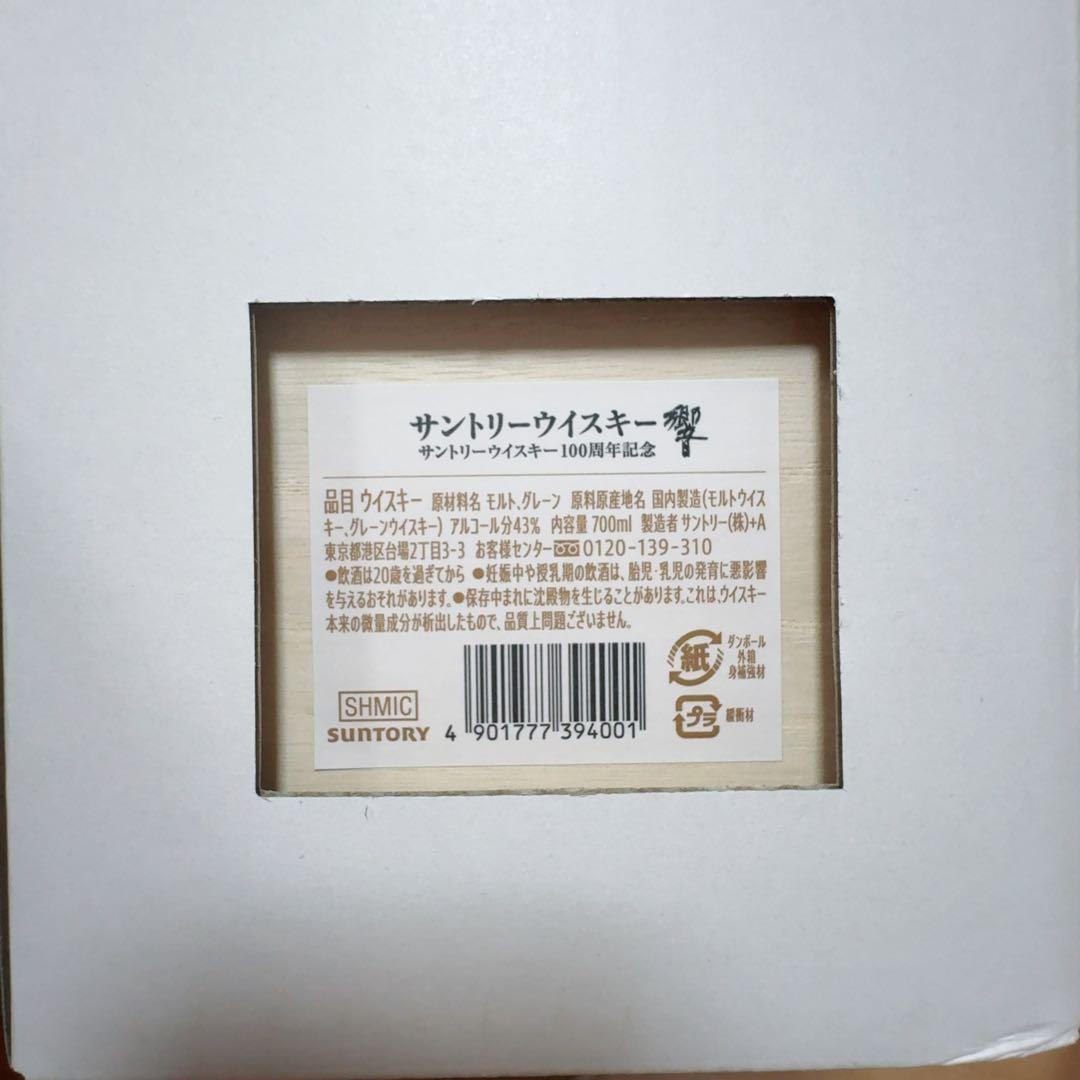 サントリーウイスキー 響
サントリーウイスキー100周年記念
品目 ウイスキー 原材料名 モルト、グレーン 原料原産地名 国内製造(モルトウイス
キー、グレーンウイスキー) アルコール分43% 内容量 700ml 製造者 サントリー(株)+A
東京都港区台場2丁目3-3 お客様センター 0120-139-310
●飲酒は20歳を過ぎてから ●妊娠中や授乳期の飲酒は、胎児・乳児の発育に悪影響
を与えるおそれがあります。●保存中まれに沈殿物を生じることがあります。これは、ウイスキー
本来の微量成分が析出したもので、品質上問題ございません。
紙
ダンボール
外箱
身補強材
プラ
緩衝材
SHMIC
SUNTORY
4 901777 394001